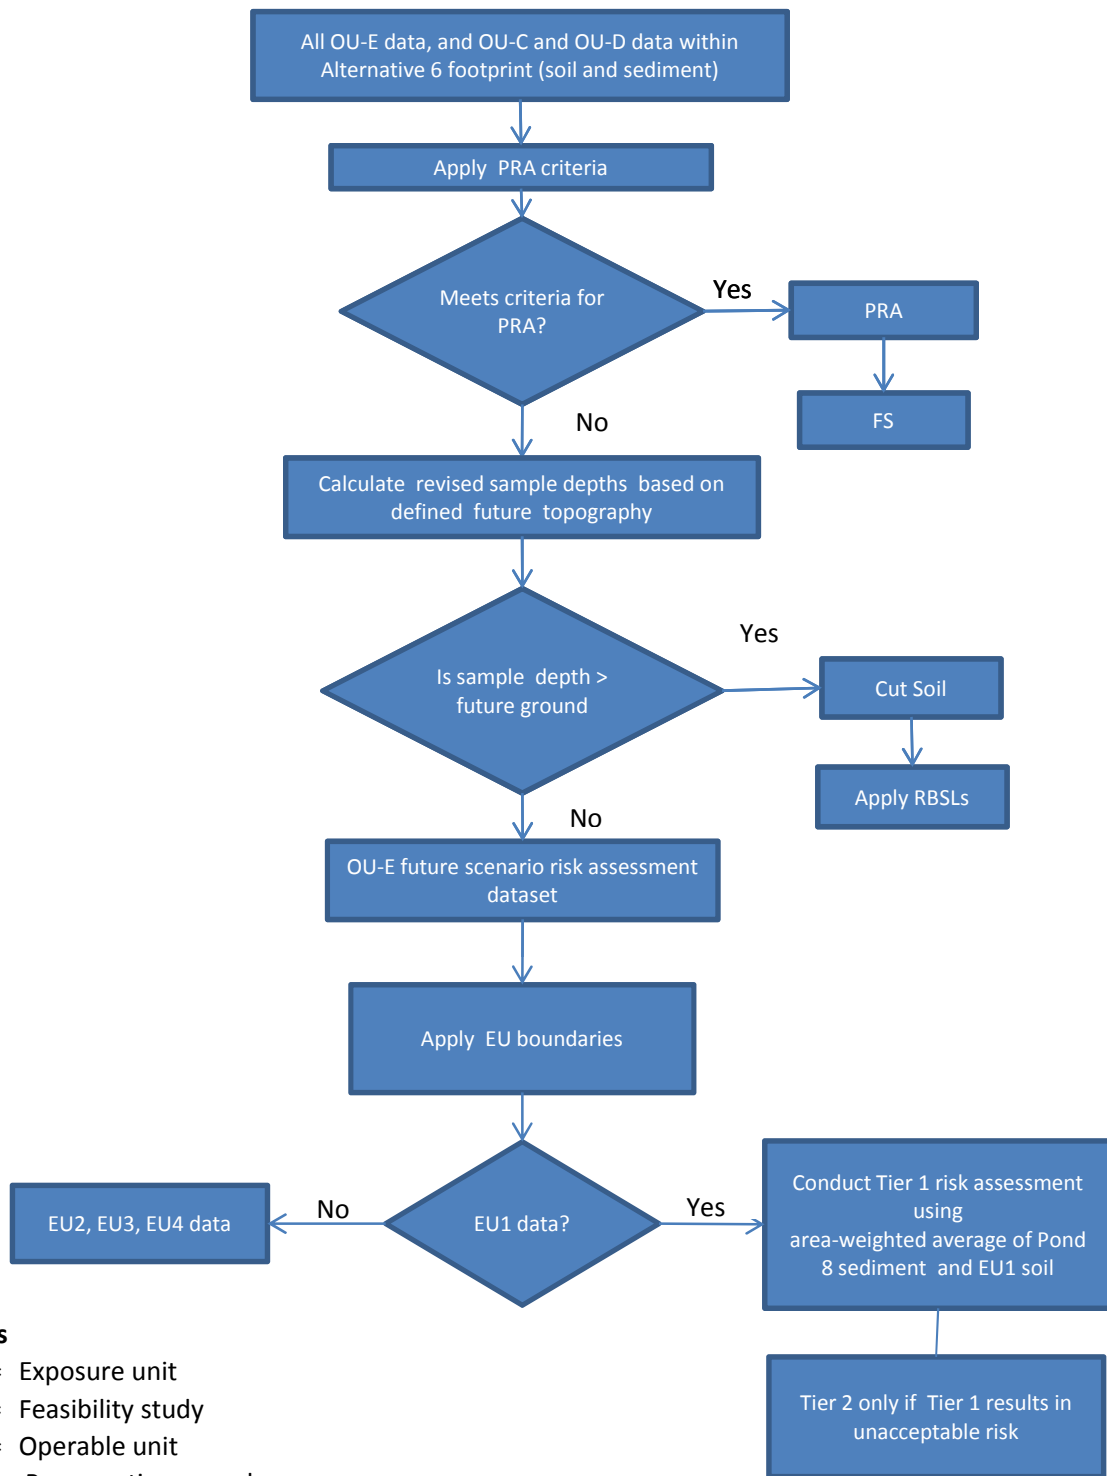 All OU-E data, and OU-C and OU-D data within
Alternative 6 footprint (soil and sediment)
Apply PRA criteria
Meets criteria for
PRA?
Yes
PRA
FS
No
Calculate revised sample depths based on
defined future topography
Is sample depth >
future ground
Yes
Cut Soil
Apply RBSLs
No
OU-E future scenario risk assessment
dataset
Apply EU boundaries
EU1 data?
No
EU2, EU3, EU4 data
Yes
Conduct Tier 1 risk assessment
using
area-weighted average of Pond
8 sediment and EU1 soil
Tier 2 only if Tier 1 results in
unacceptable risk
s
= Exposure unit
= Feasibility study
= Operable unit